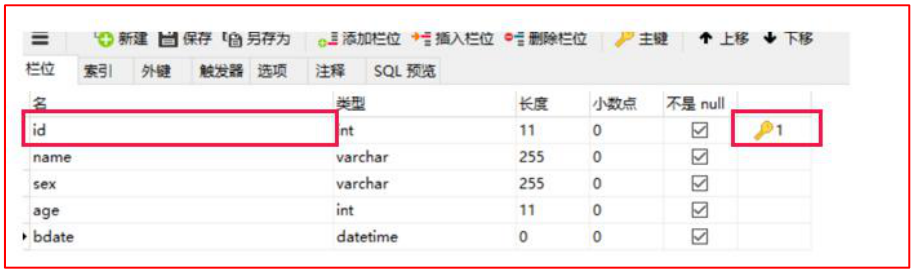 新建 保存 另存为 添加栏位 插入栏位 删除栏位 主键 上移 下移
栏位 索引 外键 触发器 选项 注释 SQL 预览
名 类型 长度 小数点 不是 null
id int 11 0 1
name varchar 255 0
sex varchar 255 0
age int 11 0
bdate datetime 0 0